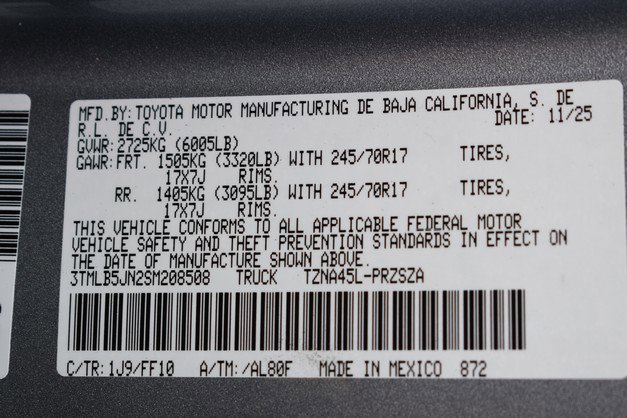 MFD.BY: TOYOTA MOTOR MANUFACTURING DE BAJA CALIFORNIA, S. DE
R.L. DE C.V. DATE: 11/25
GVWR: 2725KG (6005LB)
GAWR: FRT. 1505KG (3320LB) WITH 245/70R17 TIRES,
17X7J RIMS.
RR. 1405KG (3095LB) WITH 245/70R17 TIRES,
17X7J RIMS.
THIS VEHICLE CONFORMS TO ALL APPLICABLE FEDERAL MOTOR
VEHICLE SAFETY AND THEFT PREVENTION STANDARDS IN EFFECT ON
THE DATE OF MANUFACTURE SHOWN ABOVE.
3TMLB5JN2SM208508 TRUCK TZNA45L-PRZSZA
C/TR: 1J9/FF10 A/TM: /AL80F MADE IN MEXICO 872